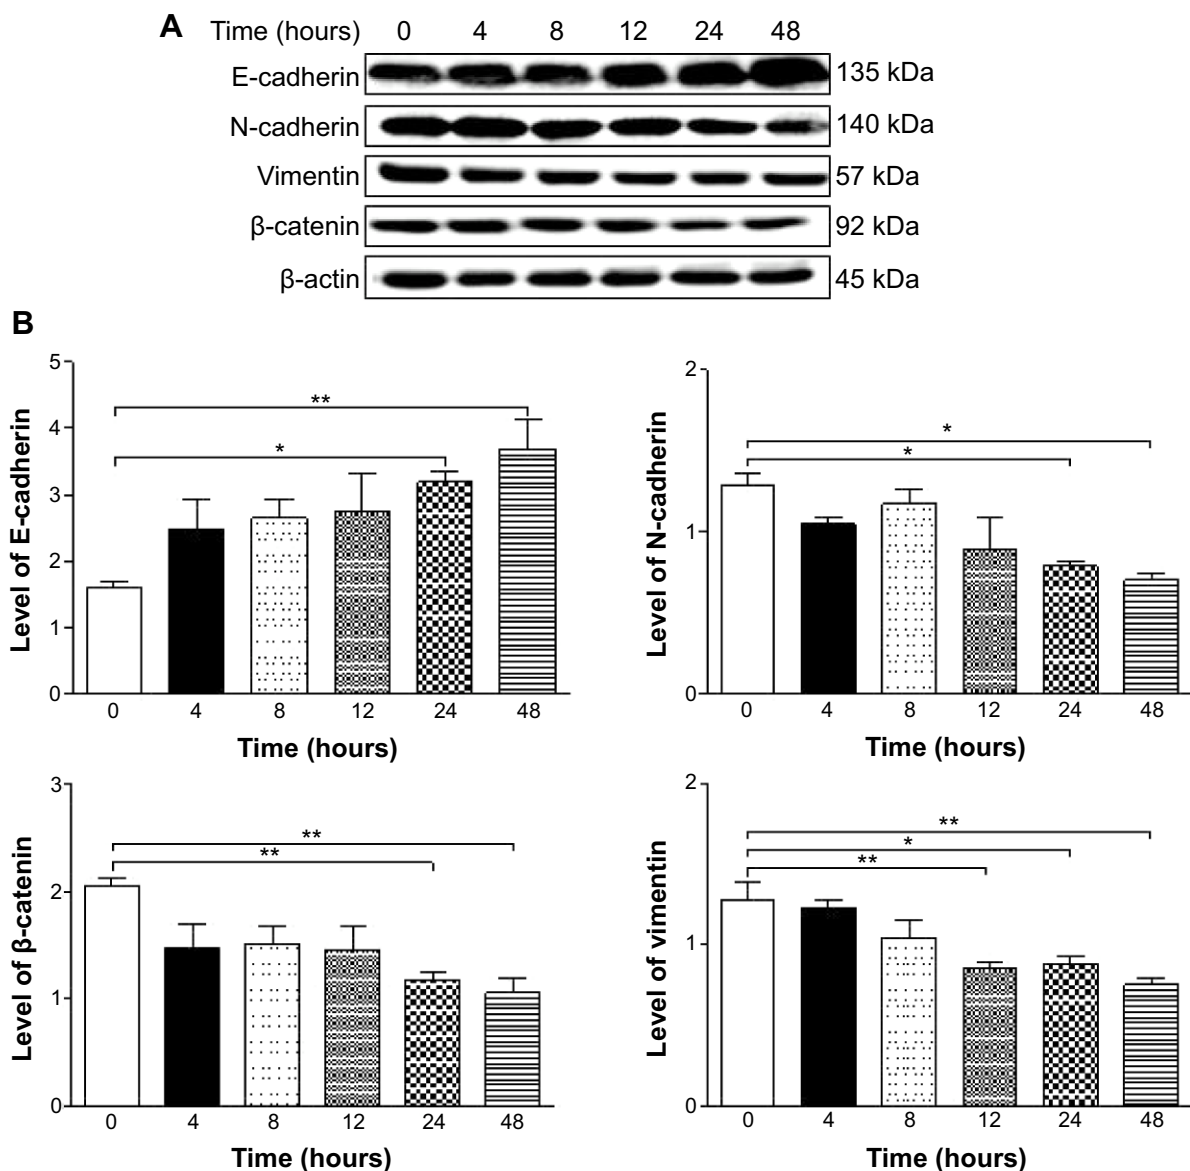 A Time (hours) 0 4 8 12 24 48
E-cadherin 135 kDa
N-cadherin 140 kDa
Vimentin 57 kDa
β-catenin 92 kDa
β-actin 45 kDa
B
Level of E-cadherin
5
4
3
2
1
0
**
*
0 4 8 12 24 48
Time (hours)
Level of N-cadherin
2
1
0
*
*
0 4 8 12 24 48
Time (hours)
Level of β-catenin
3
2
1
0
**
**
0 4 8 12 24 48
Time (hours)
Level of vimentin
2
1
0
**
*
**
0 4 8 12 24 48
Time (hours)